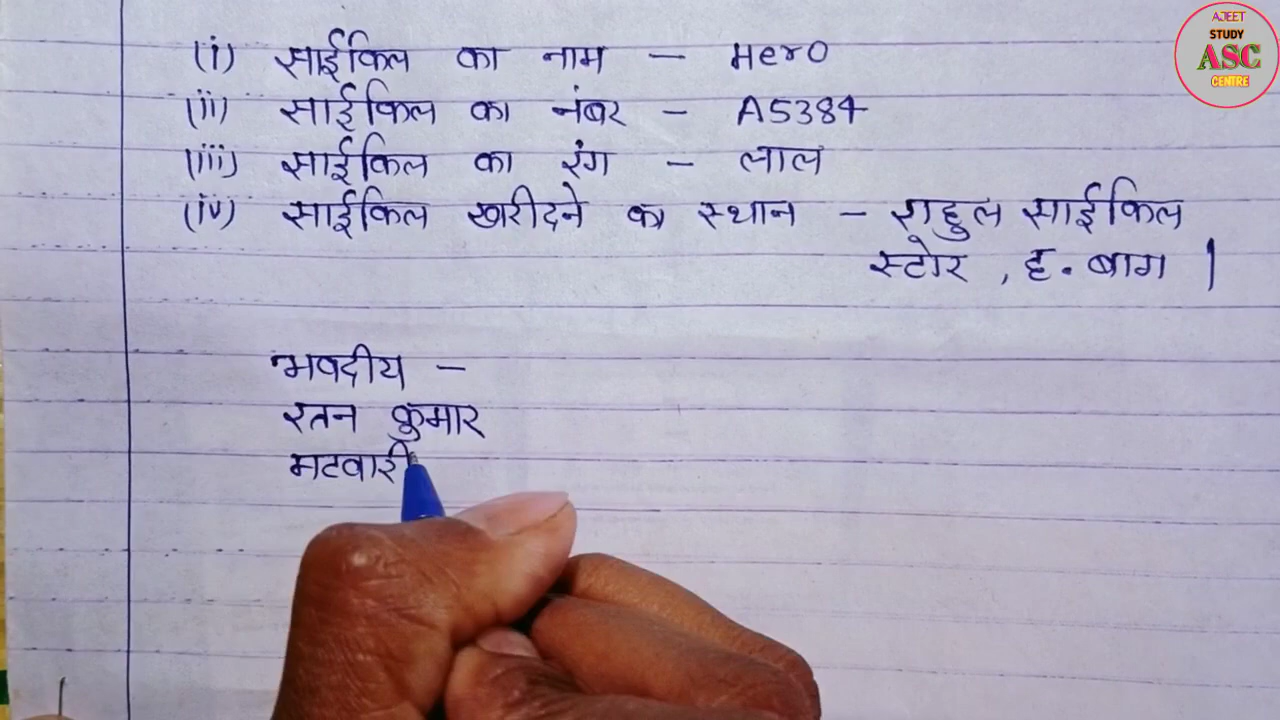 (i) साईकिल का नाम – Hero
(ii) साईकिल का नंबर – A5384
(iii) साईकिल का रंग – लाल
(iv) साईकिल खरीदने का स्थान – राहुल साईकिल
स्टोर , ह. बाग |
भवदीय –
रतन कुमार
मटवारी
AJEET
STUDY
ASC
CENTRE